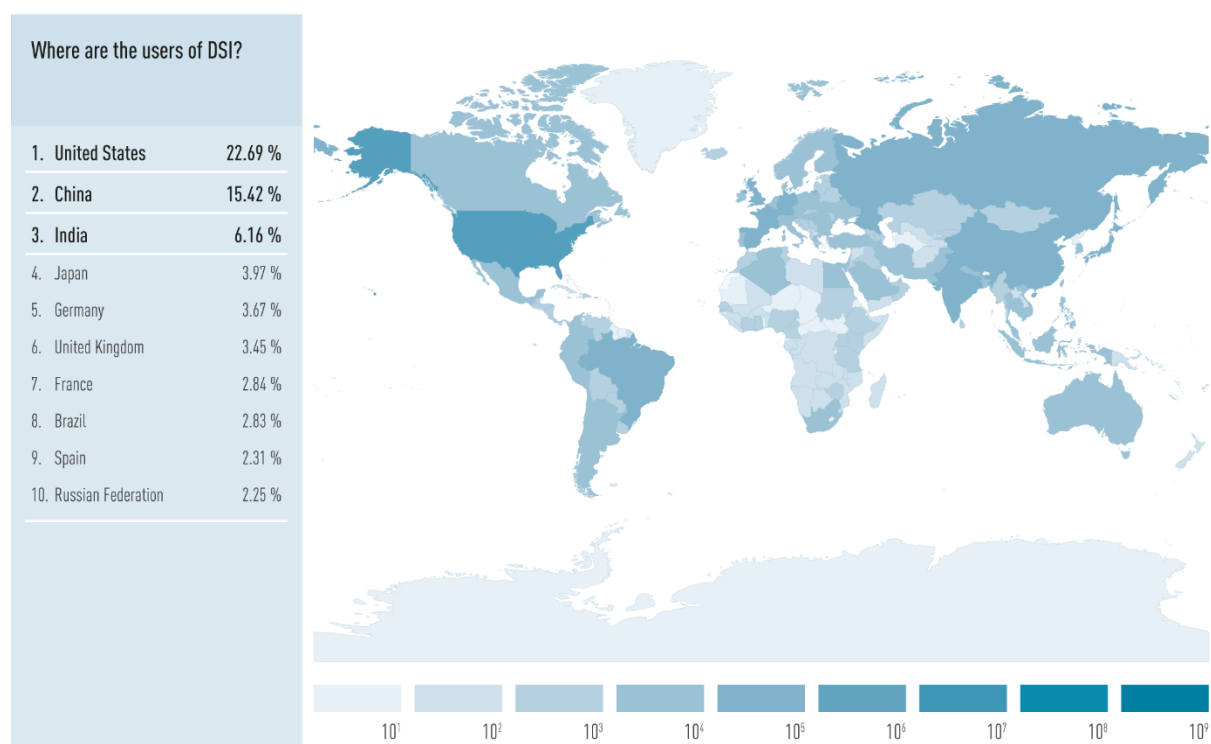 Where are the users of DSI?
1. United States 22.69 %
2. China 15.42 %
3. India 6.16 %
4. Japan 3.97 %
5. Germany 3.67 %
6. United Kingdom 3.45 %
7. France 2.84 %
8. Brazil 2.83 %
9. Spain 2.31 %
10. Russian Federation 2.25 %
10¹ 10² 10³ 10⁴ 10⁵ 10⁶ 10⁷ 10⁸ 10⁹